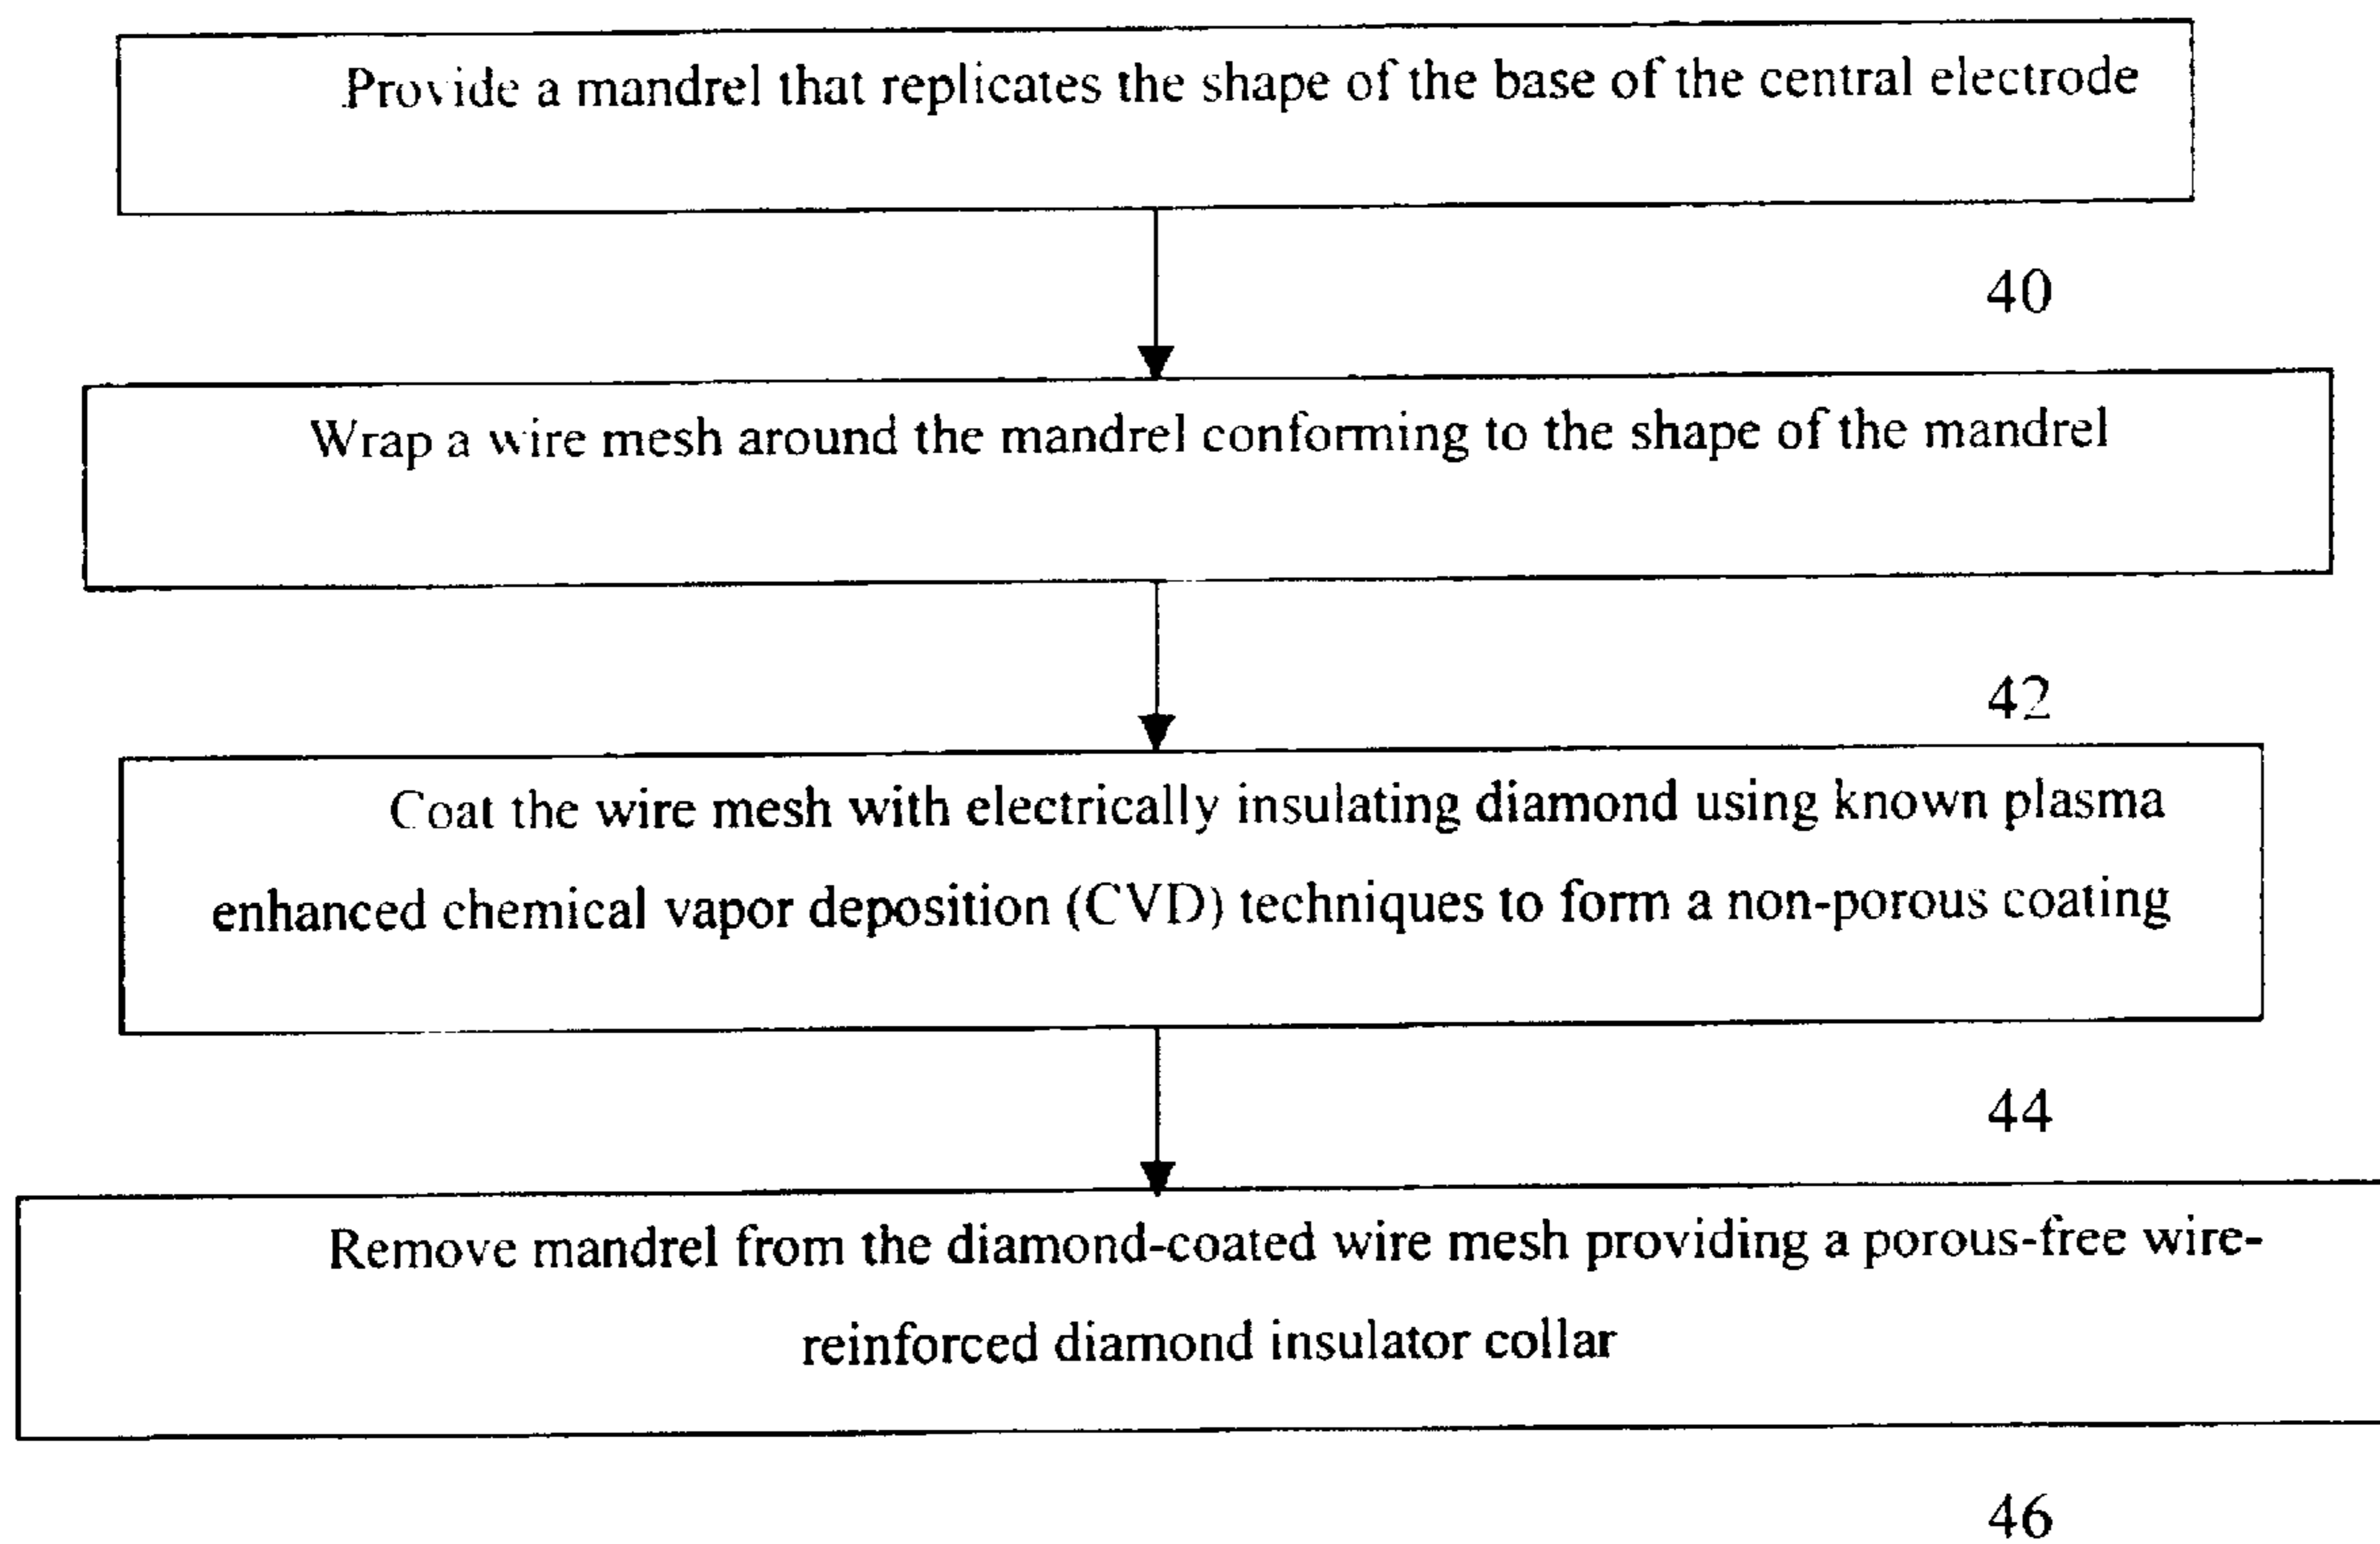 Provide a mandrel that replicates the shape of the base of the central electrode
40
Wrap a wire mesh around the mandrel conforming to the shape of the mandrel
42
Coat the wire mesh with electrically insulating diamond using known plasma
enhanced chemical vapor deposition (CVD) techniques to form a non-porous coating
44
Remove mandrel from the diamond-coated wire mesh providing a porous-free wire-
reinforced diamond insulator collar
46